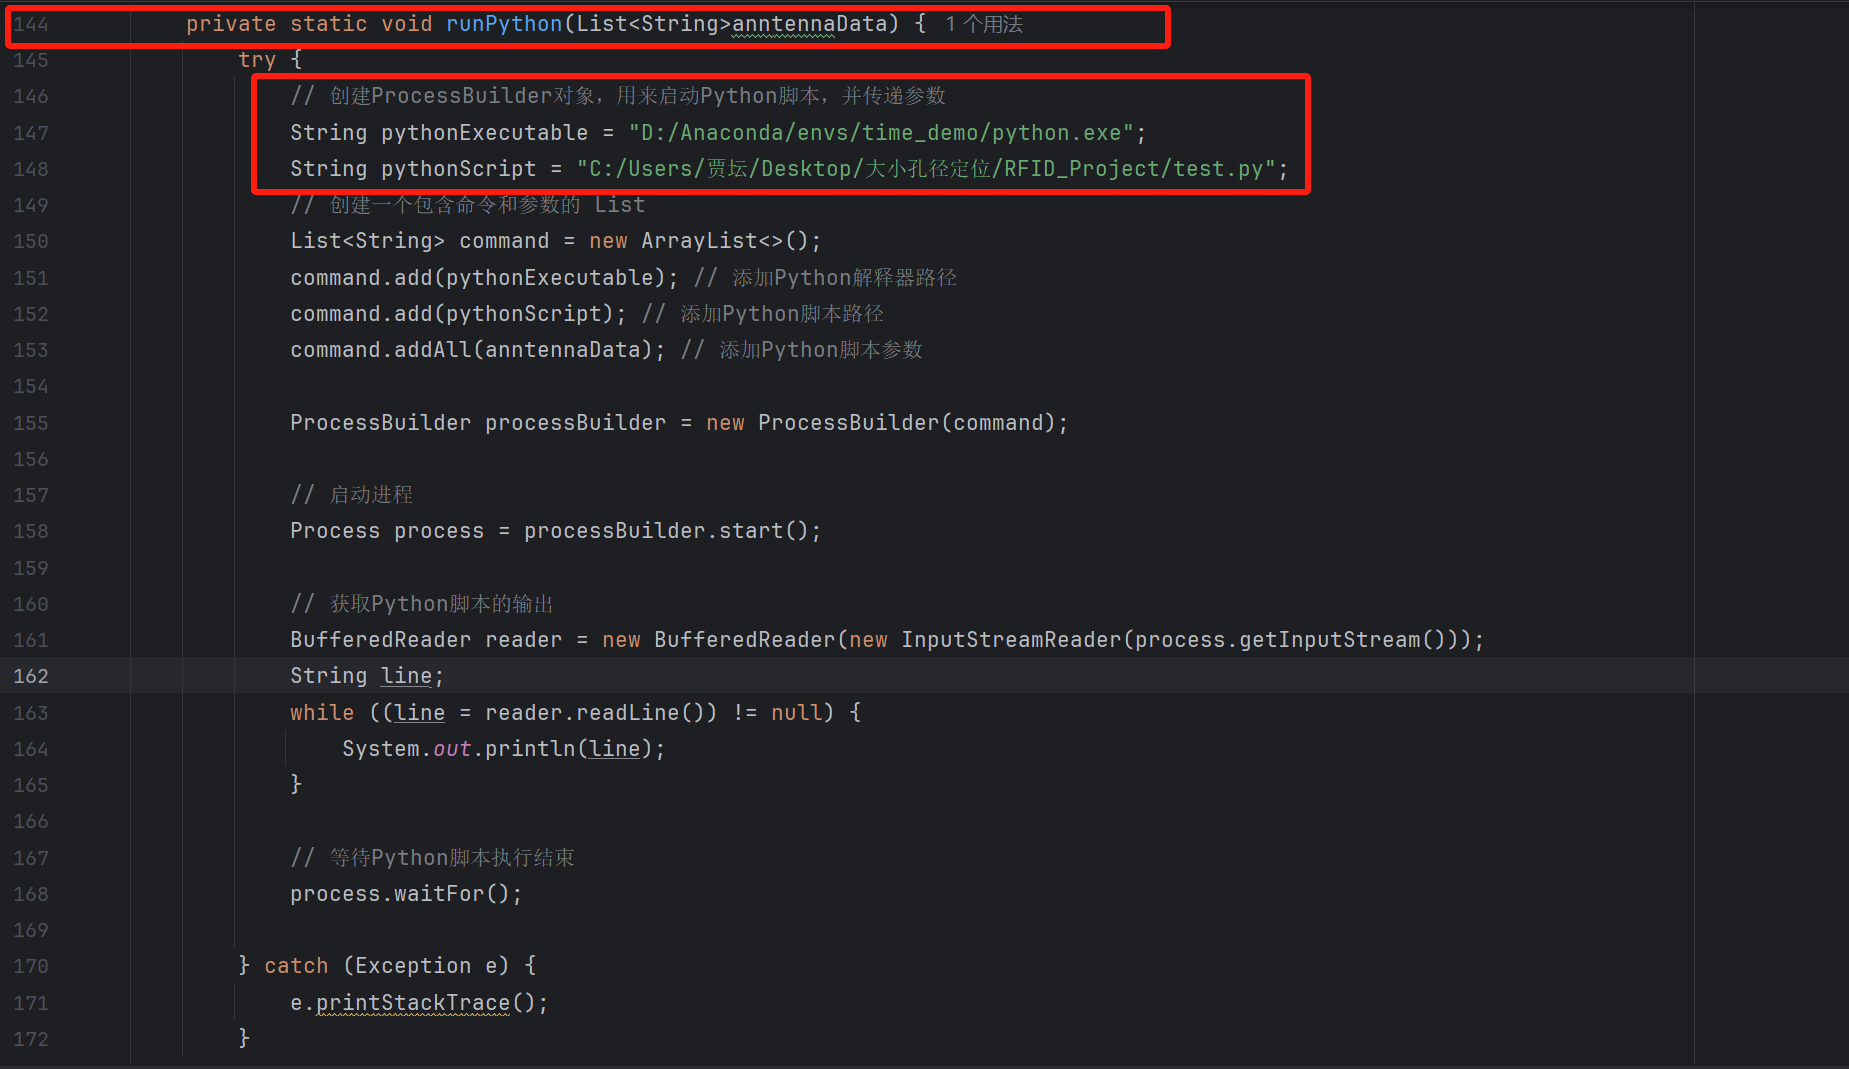 144 private static void runPython(List<String>anntennaData) { 1个用法
145 try {
146 // 创建ProcessBuilder对象，用来启动Python脚本，并传递参数
147 String pythonExecutable = "D:/Anaconda/envs/time_demo/python.exe";
148 String pythonScript = "C:/Users/贾坛/Desktop/大小孔径定位/RFID_Project/test.py";
149 // 创建一个包含命令和参数的 List
150 List<String> command = new ArrayList<>();
151 command.add(pythonExecutable); // 添加Python解释器路径
152 command.add(pythonScript); // 添加Python脚本路径
153 command.addAll(anntennaData); // 添加Python脚本参数
154
155 ProcessBuilder processBuilder = new ProcessBuilder(command);
156
157 // 启动进程
158 Process process = processBuilder.start();
159
160 // 获取Python脚本的输出
161 BufferedReader reader = new BufferedReader(new InputStreamReader(process.getInputStream()));
162 String line;
163 while ((line = reader.readLine()) != null) {
164 System.out.println(line);
165 }
166
167 // 等待Python脚本执行结束
168 process.waitFor();
169
170 } catch (Exception e) {
171 e.printStackTrace();
172 }